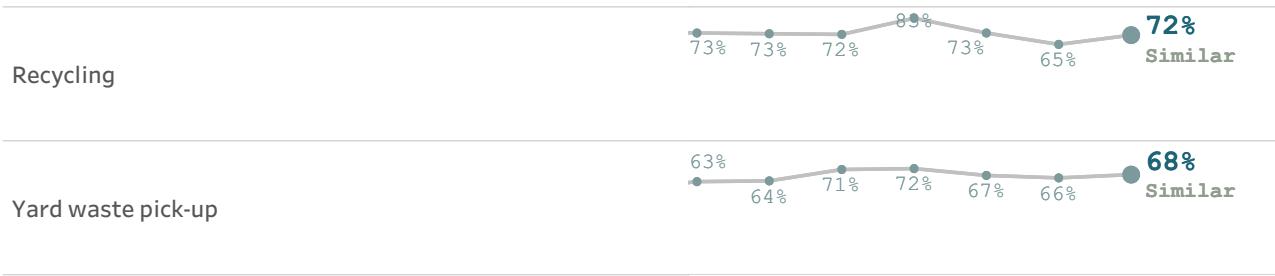 83%
72%
73% 73% 72% 73% 65%
Similar
Recycling
63%
68%
64% 71% 72% 67% 66%
Similar
Yard waste pick-up